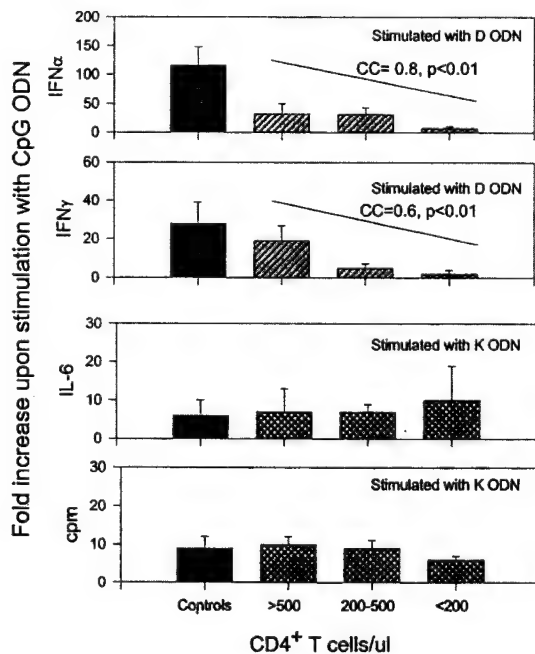 Fold increase upon stimulation with CpG ODN
IFNα
200
150
100
50
0
Stimulated with D ODN
CC= 0.8, p<0.01
IFNγ
60
40
20
0
Stimulated with D ODN
CC=0.6, p<0.01
IL-6
30
20
10
0
Stimulated with K ODN
cpm
30
20
10
0
Stimulated with K ODN
Controls >500 200-500 <200
CD4+ T cells/ul